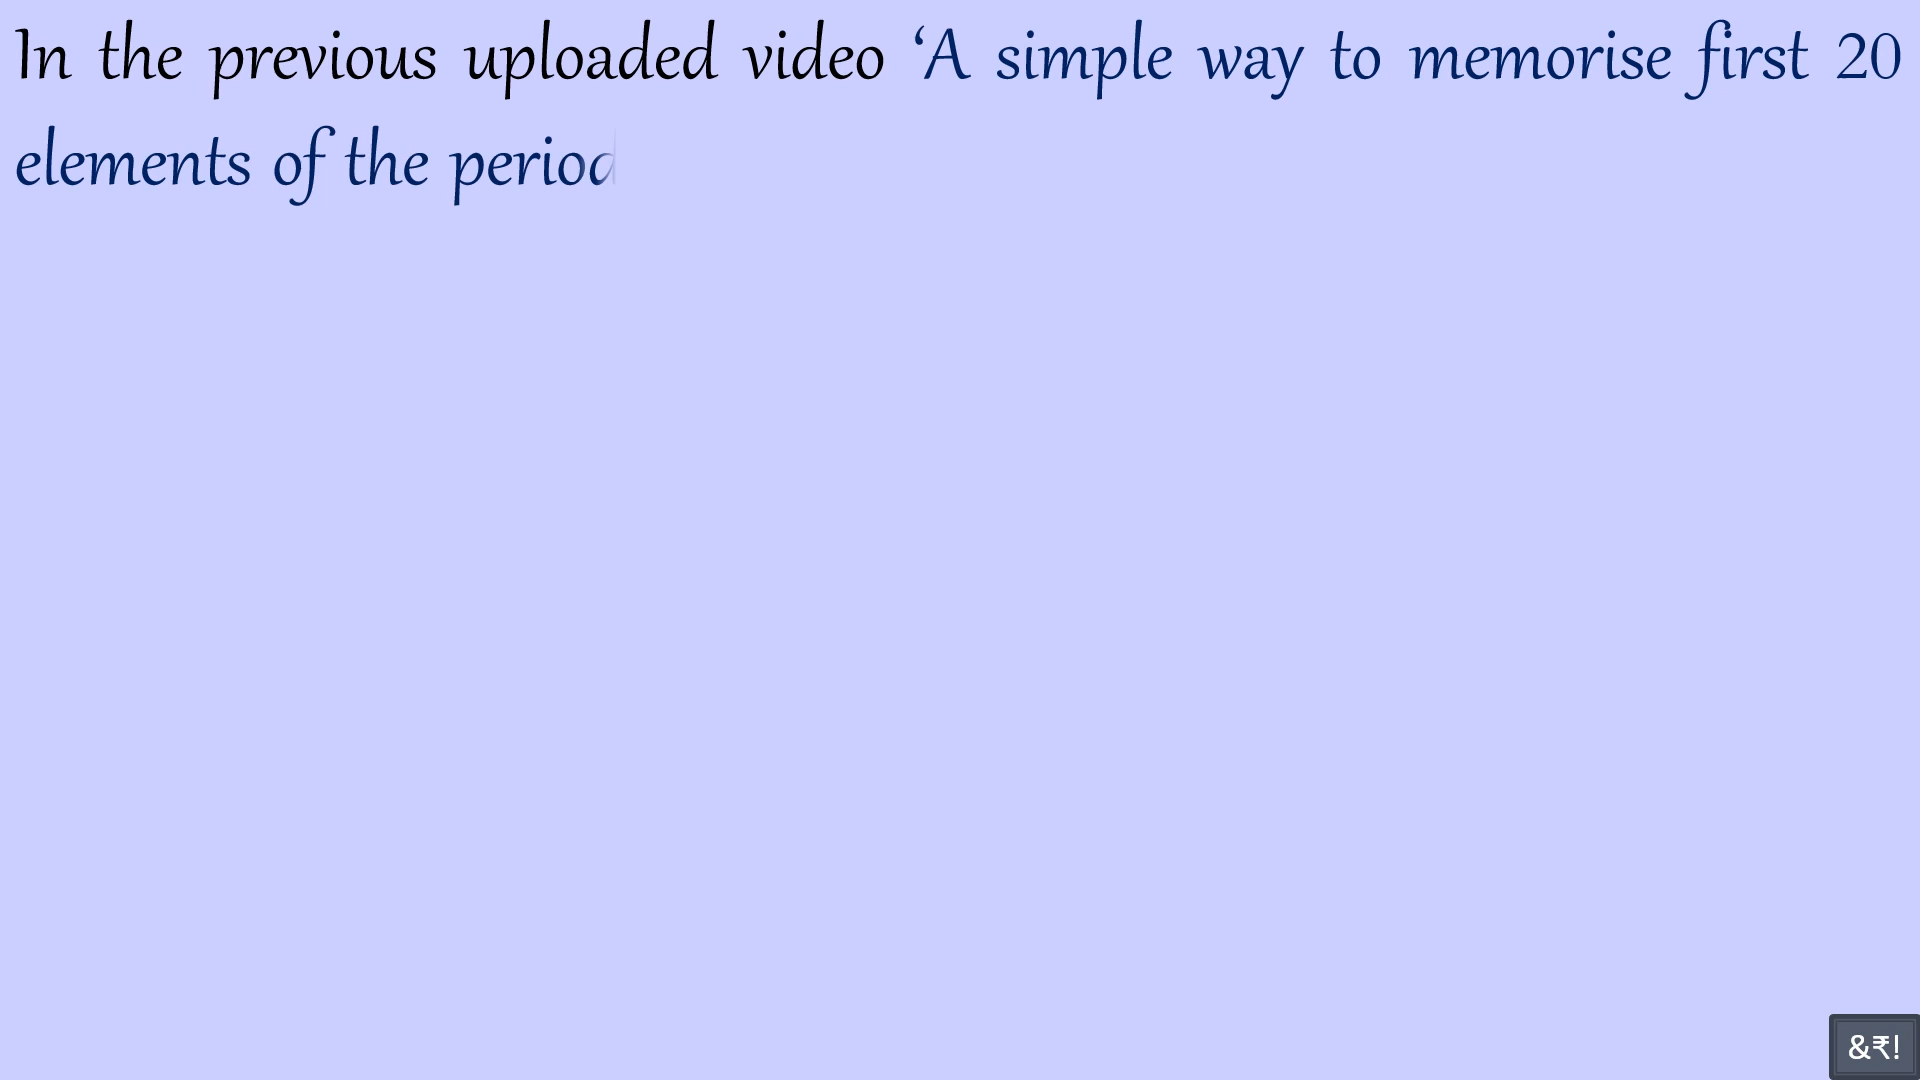 In the previous uploaded video ‘A simple way to memorise first 20
elements of the perio
&₹!